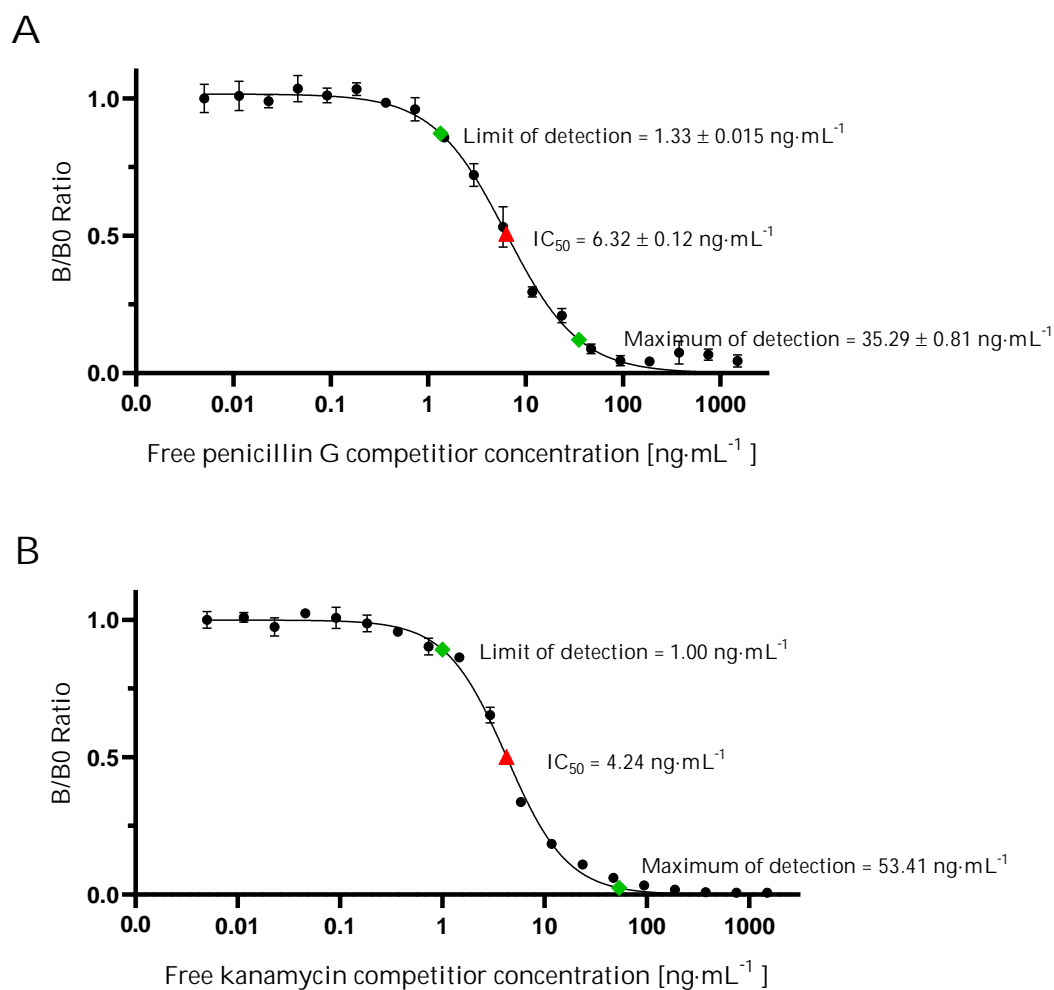 A
1.0
0.5
0.0
B/B0 Ratio
Limit of detection = 1.33 ± 0.015 ng·mL⁻¹
IC₅₀ = 6.32 ± 0.12 ng·mL⁻¹
Maximum of detection = 35.29 ± 0.81 ng·mL⁻¹
0.0 0.01 0.1 1 10 100 1000
Free penicillin G competitior concentration [ng·mL⁻¹ ]
B
1.0
0.5
0.0
B/B0 Ratio
Limit of detection = 1.00 ng·mL⁻¹
IC₅₀ = 4.24 ng·mL⁻¹
Maximum of detection = 53.41 ng·mL⁻¹
0.0 0.01 0.1 1 10 100 1000
Free kanamycin competitior concentration [ng·mL⁻¹ ]